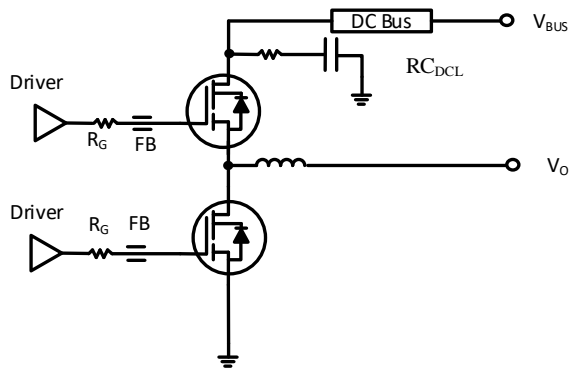 DC Bus
V_BUS
RC_DCL
Driver
R_G
FB
V_O
Driver
R_G
FB